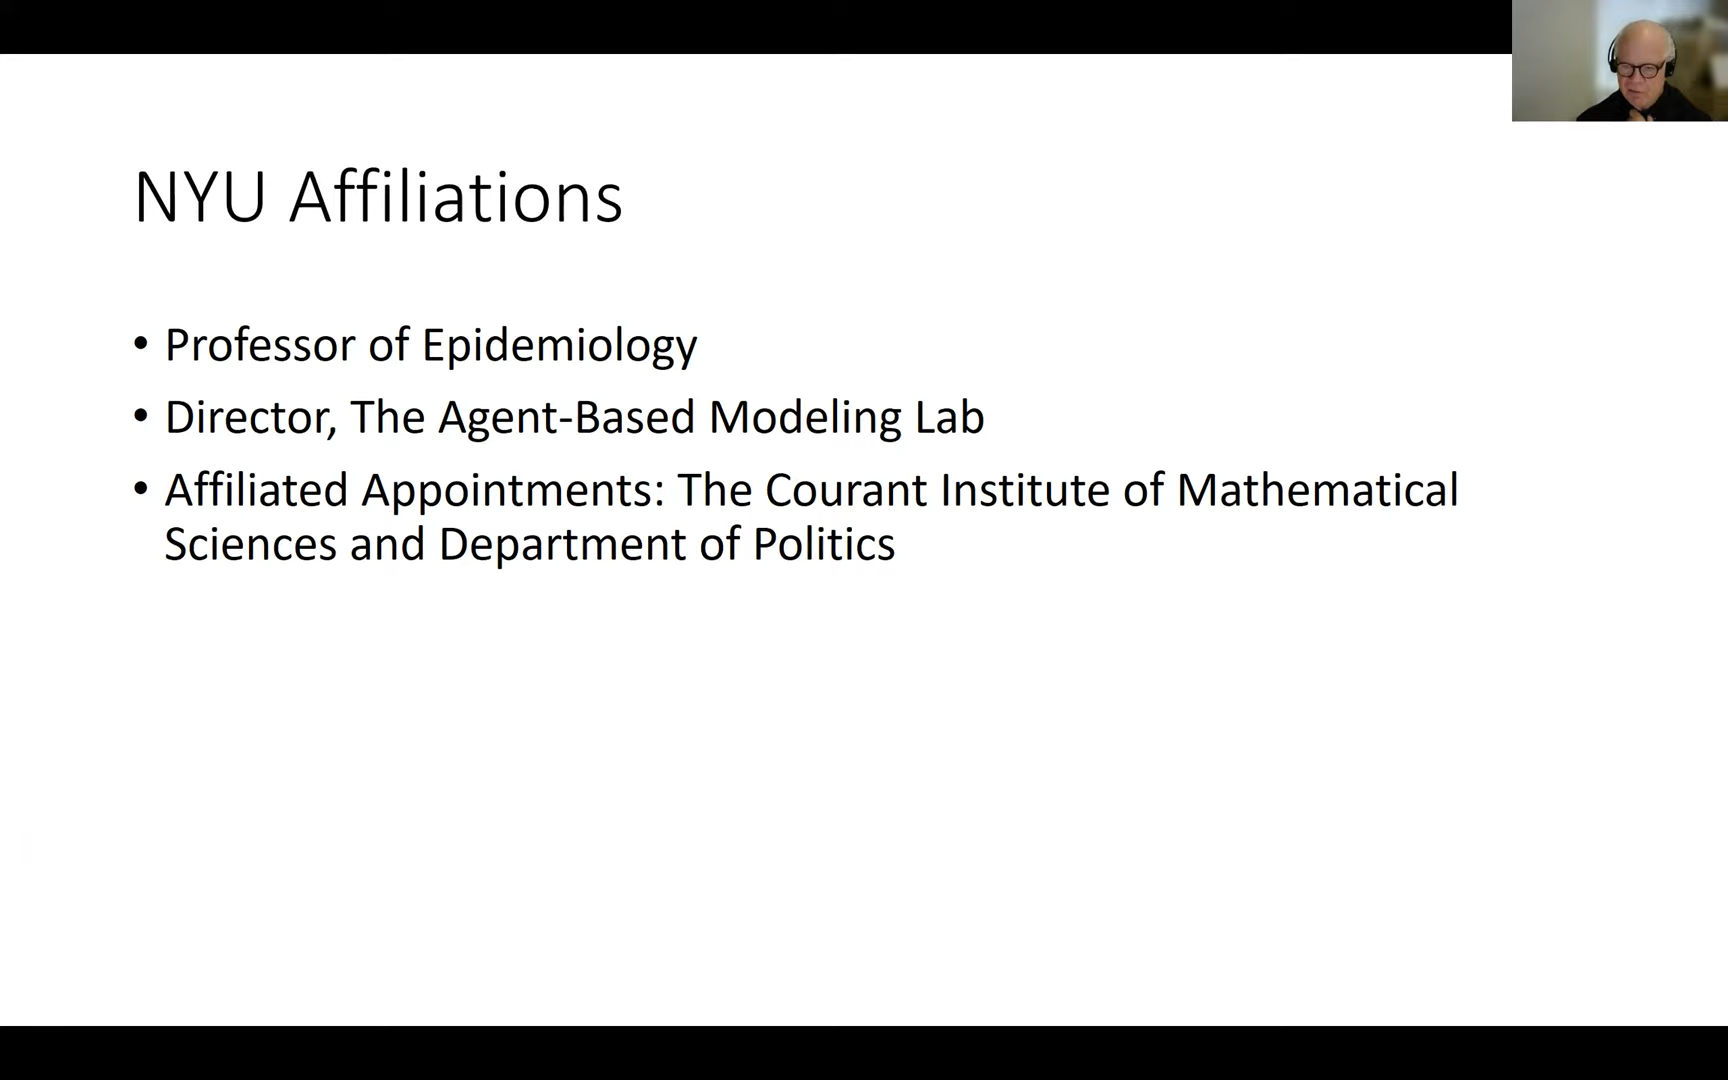 NYU Affiliations
• Professor of Epidemiology
• Director, The Agent-Based Modeling Lab
• Affiliated Appointments: The Courant Institute of Mathematical
Sciences and Department of Politics